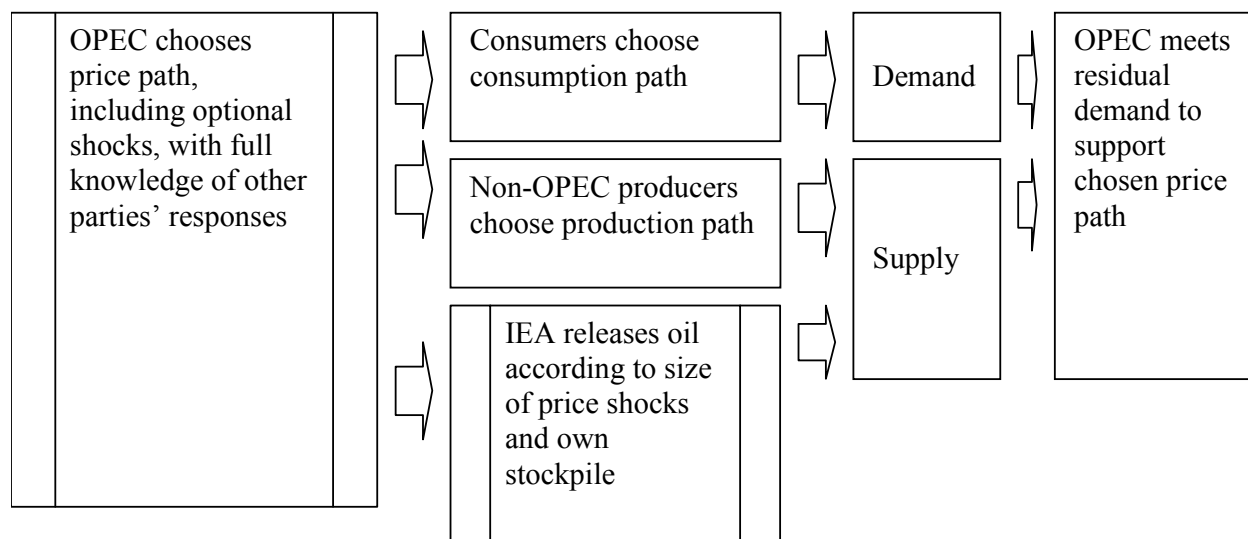 OPEC chooses
price path,
including optional
shocks, with full
knowledge of other
parties’ responses
Consumers choose
consumption path
Non-OPEC producers
choose production path
IEA releases oil
according to size
of price shocks
and own
stockpile
Demand
Supply
OPEC meets
residual
demand to
support
chosen price
path